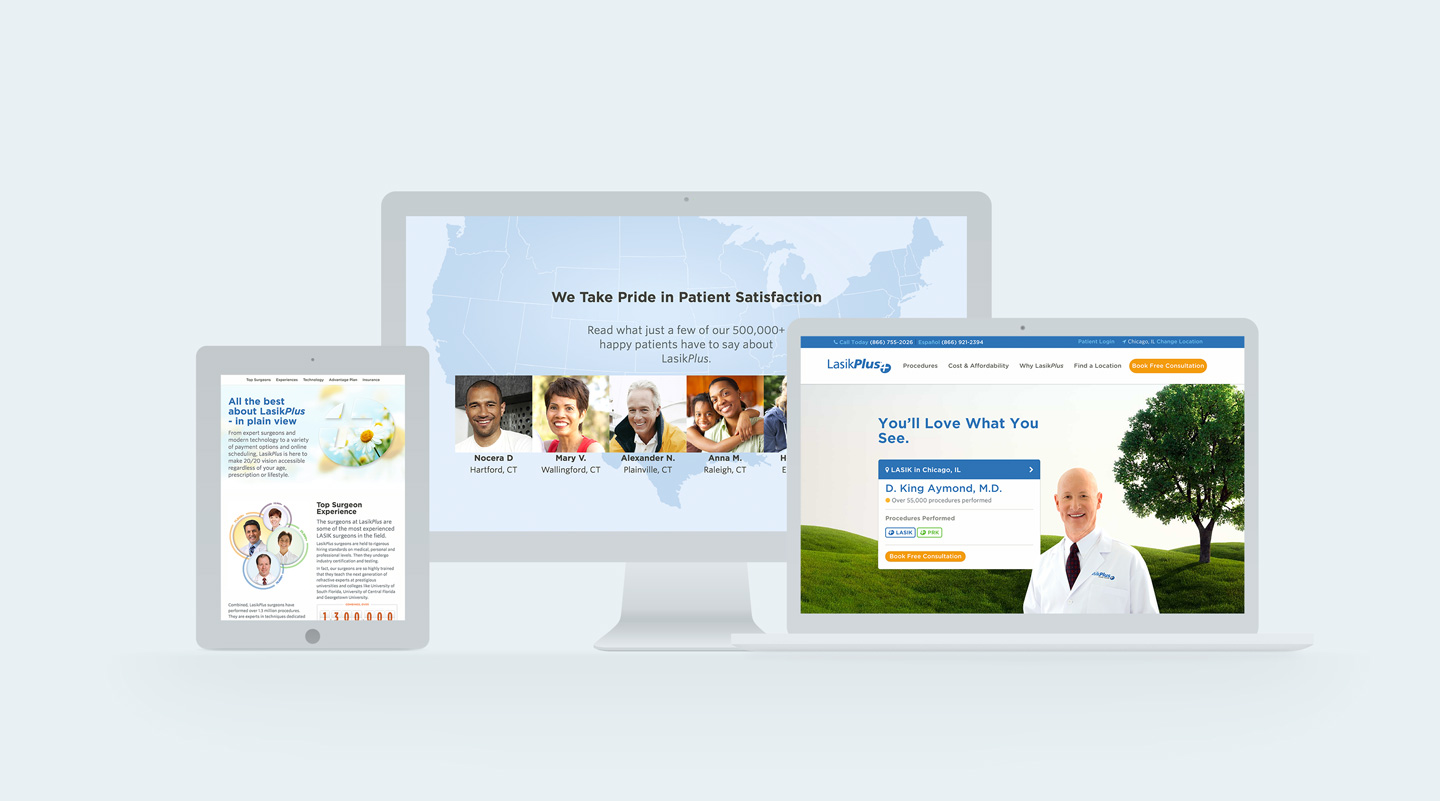 Top Surgeons Experiences Technology Advantage Plan Insurance
All the best
about LasikPlus
- in plain view
From expert surgeons and
modern technology to a variety
of payment options and online
scheduling, LasikPlus is here to
make 20/20 vision accessible
regardless of your age,
prescription or lifestyle.
Top Surgeon
Experience
The surgeons at LasikPlus are
some of the most experienced
LASIK surgeons in the field.
LasikPlus surgeons are held to rigorous
hiring standards on medical, personal and
professional levels. Then they undergo
industry certification and testing.
In fact, our surgeons are so highly trained
that they teach the next generation of
refractive experts at prestigious
universities and colleges like University of
South Florida, University of Central Florida
and Georgetown University.
Combined, LasikPlus surgeons have
performed over 1.3 million procedures.
They are experts in techniques dedicated
1 3 0 0 0 0 0
We Take Pride in Patient Satisfaction
Read what just a few of our 500,000+
happy patients have to say about
LasikPlus.
Nocera D
Hartford, CT
Mary V.
Wallingford, CT
Alexander N.
Plainville, CT
Anna M.
Raleigh, CT
H
E
Call Today (866) 755-2026 Español (866) 921-2394 Patient Login Chicago, IL Change Location
LasikPlus Procedures Cost & Affordability Why LasikPlus Find a Location Book Free Consultation
You'll Love What You
See.
LASIK in Chicago, IL
D. King Aymond, M.D.
Over 55,000 procedures performed
Procedures Performed
LASIK PRK
Book Free Consultation
LasikPlus